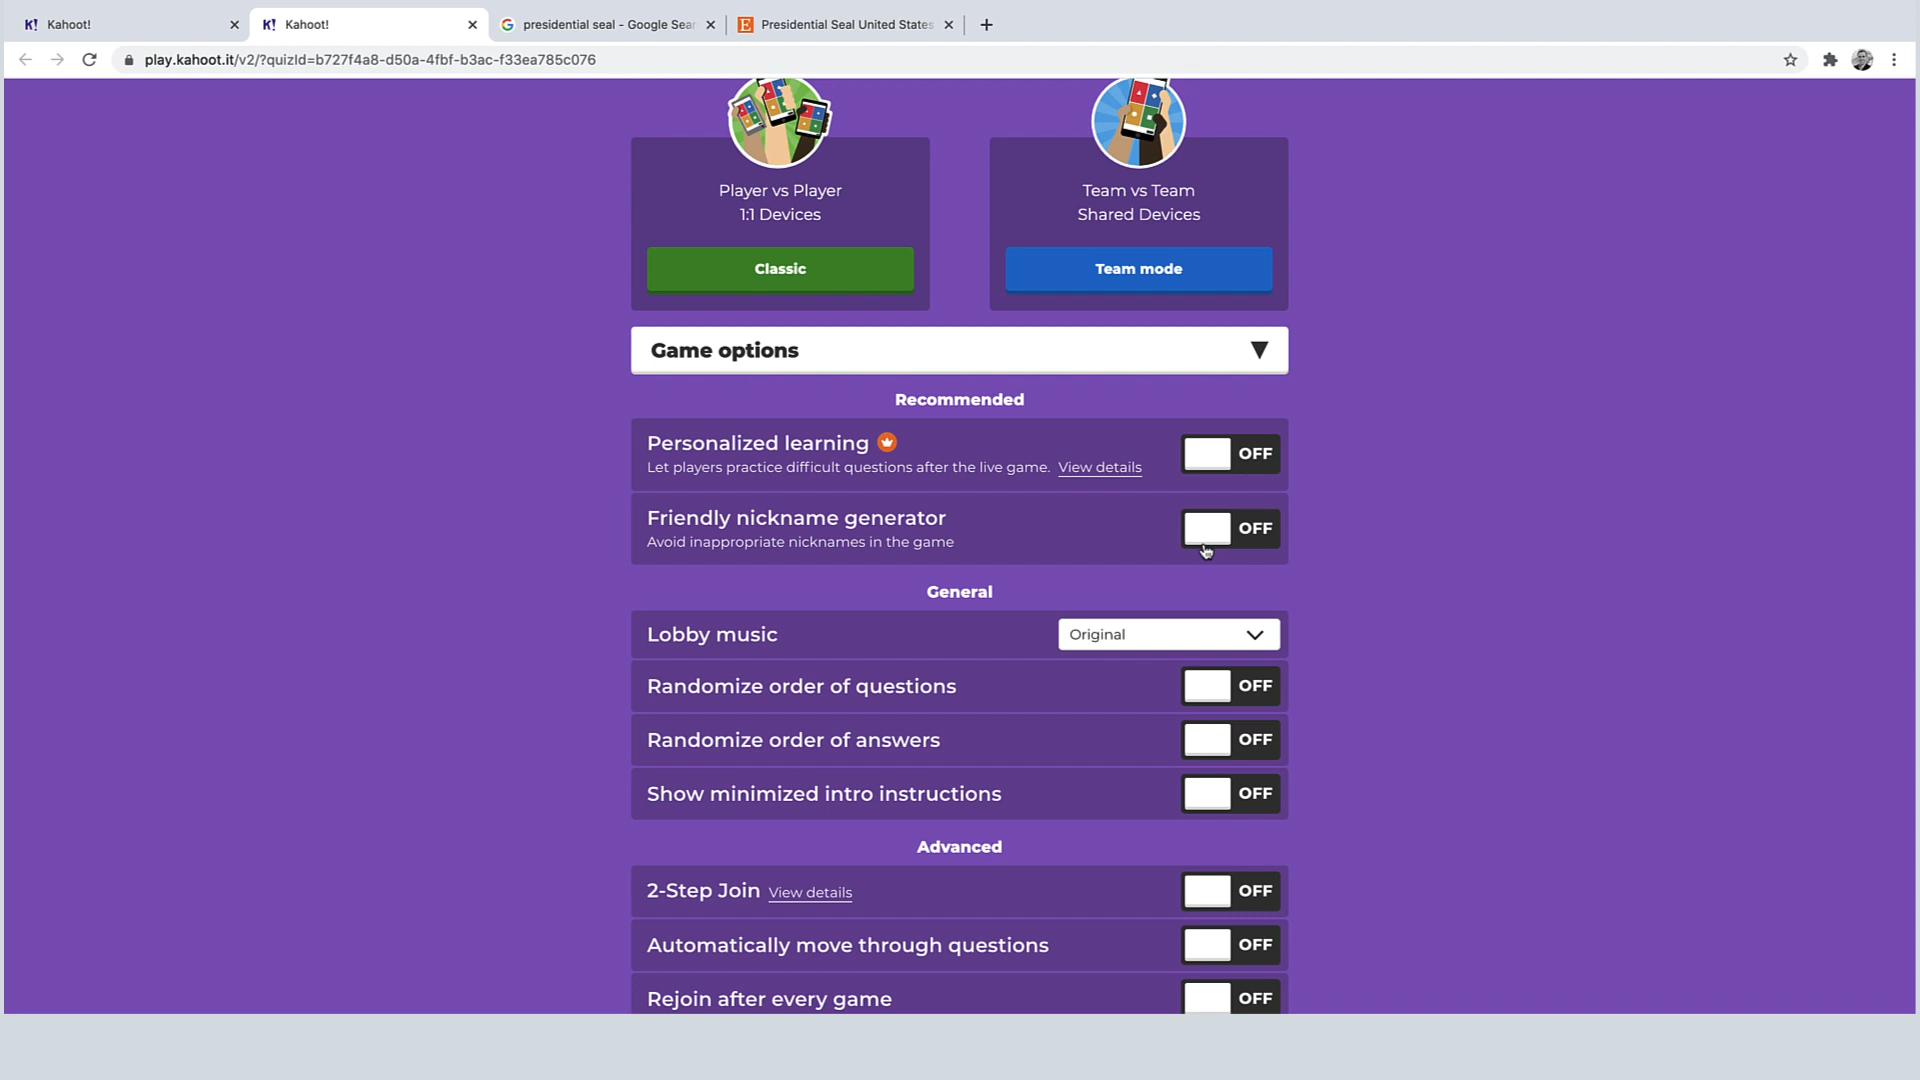 K! Kahoot!
K! Kahoot!
presidential seal - Google Sear
E Presidential Seal United States
play.kahoot.it/v2/?quizId=b727f4a8-d50a-4fbf-b3ac-f33ea785c076
Player vs Player
1:1 Devices
Classic
Team vs Team
Shared Devices
Team mode
Game options
Recommended
Personalized learning
Let players practice difficult questions after the live game. View details
OFF
Friendly nickname generator
Avoid inappropriate nicknames in the game
OFF
General
Lobby music
Original
Randomize order of questions
OFF
Randomize order of answers
OFF
Show minimized intro instructions
OFF
Advanced
2-Step Join View details
OFF
Automatically move through questions
OFF
Rejoin after every game
OFF